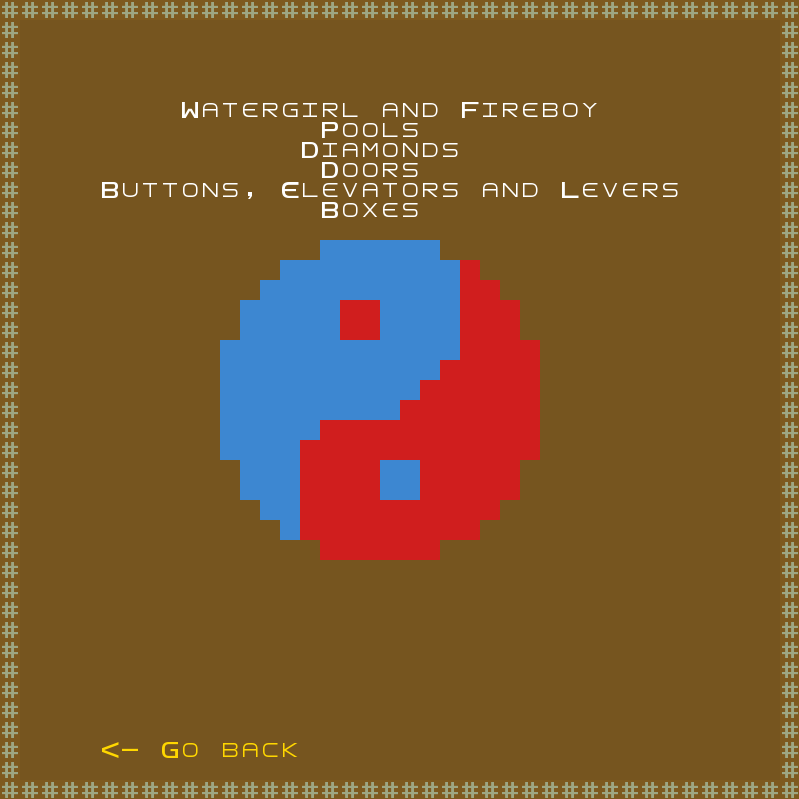 Watergirl and Fireboy
Pools
Diamonds
Doors
Buttons, Elevators and Levers
Boxes
<- Go back